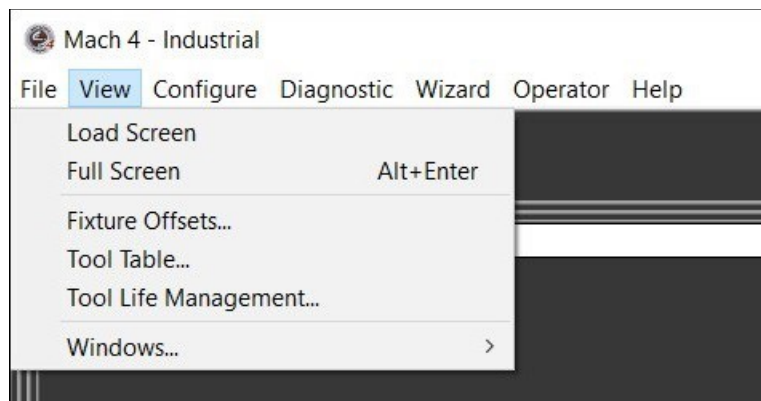 Mach 4 - Industrial
File View Configure Diagnostic Wizard Operator Help
Load Screen
Full Screen Alt+Enter
Fixture Offsets...
Tool Table...
Tool Life Management...
Windows...